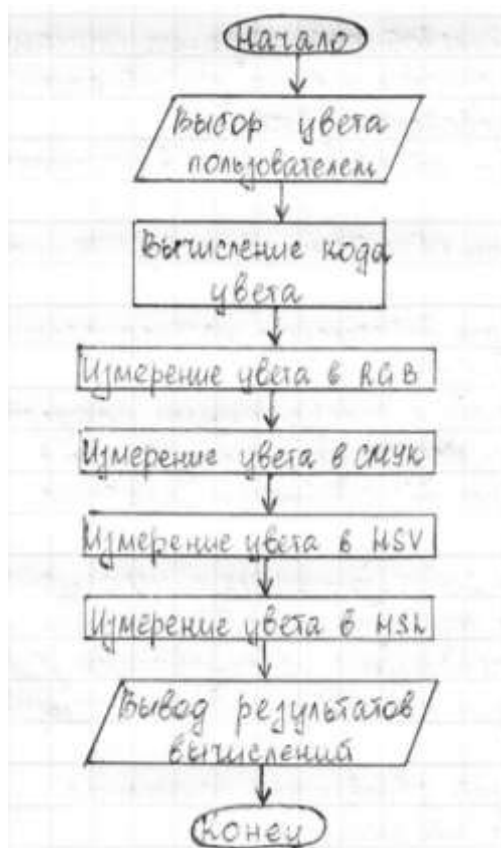 Начало
Выбор цвета
пользователем
Вычисление кода
цвета
Измерение цвета в RGB
Измерение цвета в CMYK
Измерение цвета в HSV
Измерение цвета в HSL
Вывод результатов
вычислений
Конец